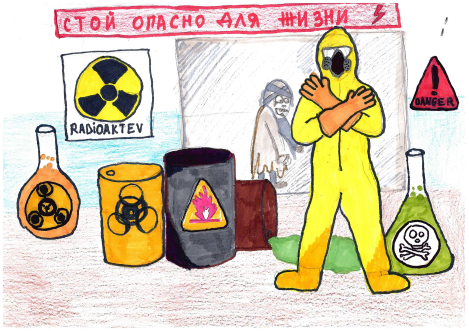 СТОЙ ОПАСНО ДЛЯ ЖИЗНИ
RADIOAKTEV
DANGER